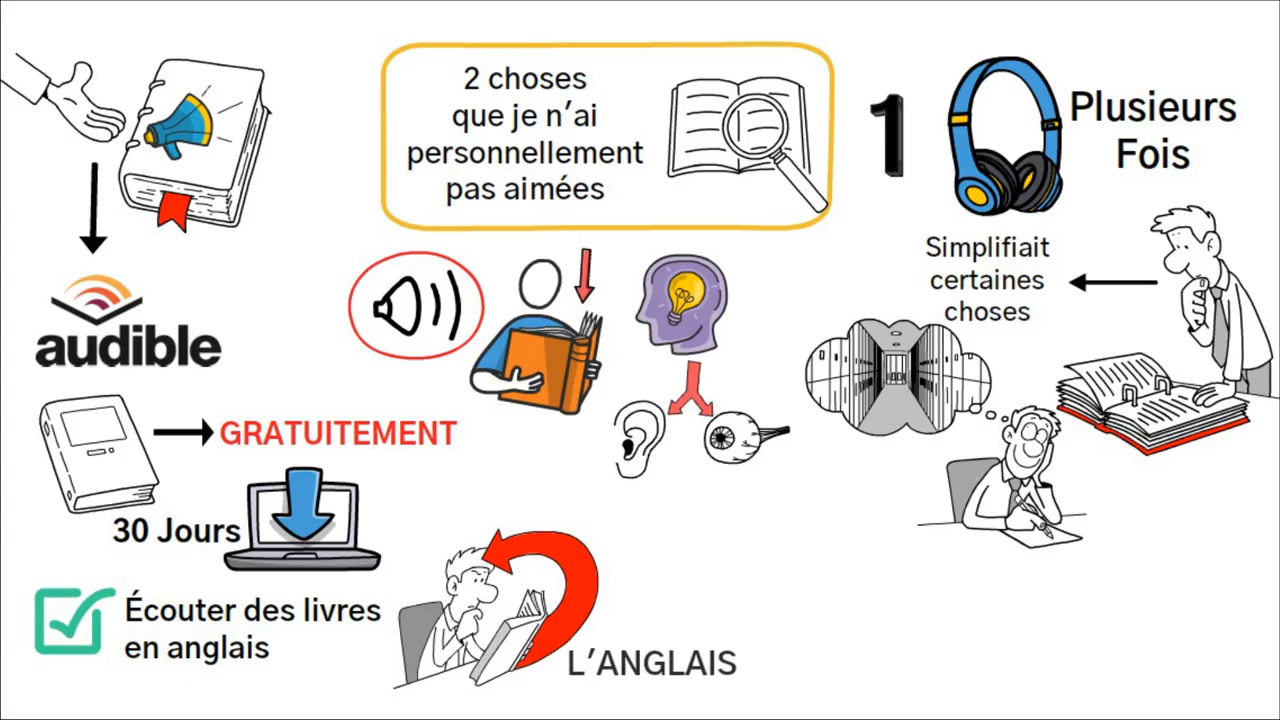 audible
GRATUITEMENT
30 Jours
Écouter des livres
en anglais
2 choses
que je n'ai
personnellement
pas aimées
L'ANGLAIS
1
Plusieurs
Fois
Simplifiait
certaines
choses